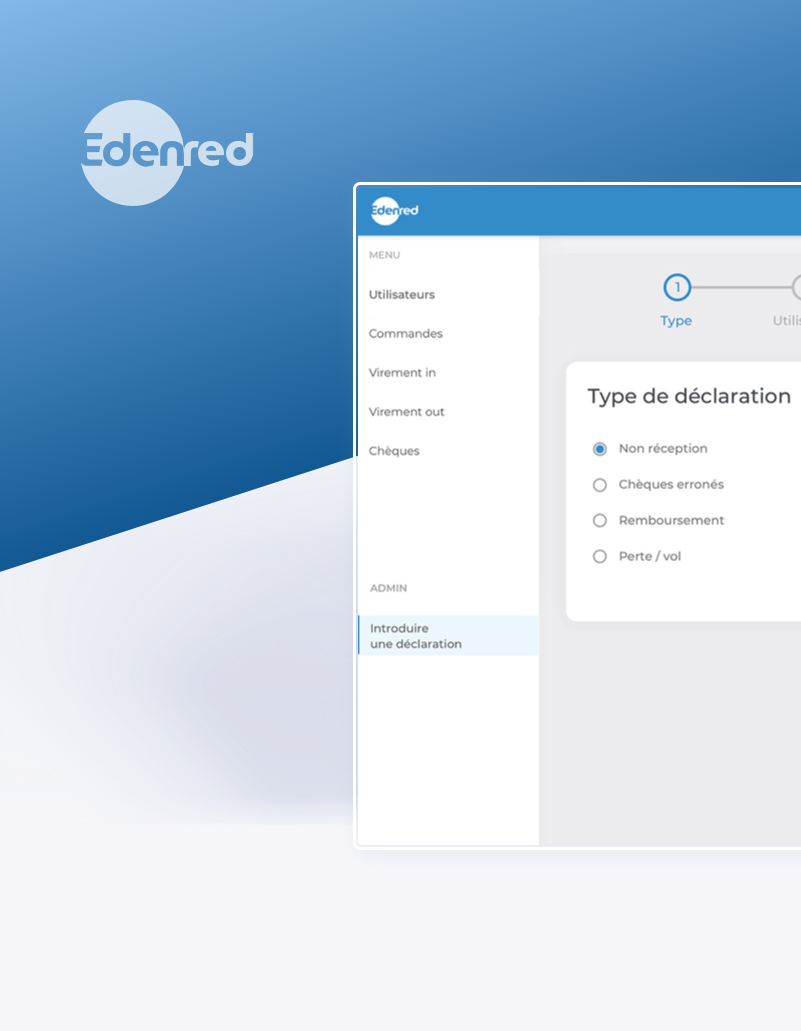 Edenred
Edenred
MENU
Utilisateurs
Commandes
Virement in
Virement out
Chèques
ADMIN
Introduire
une déclaration
1
Type
Type de déclaration
Non réception
Chèques erronés
Remboursement
Perte / vol